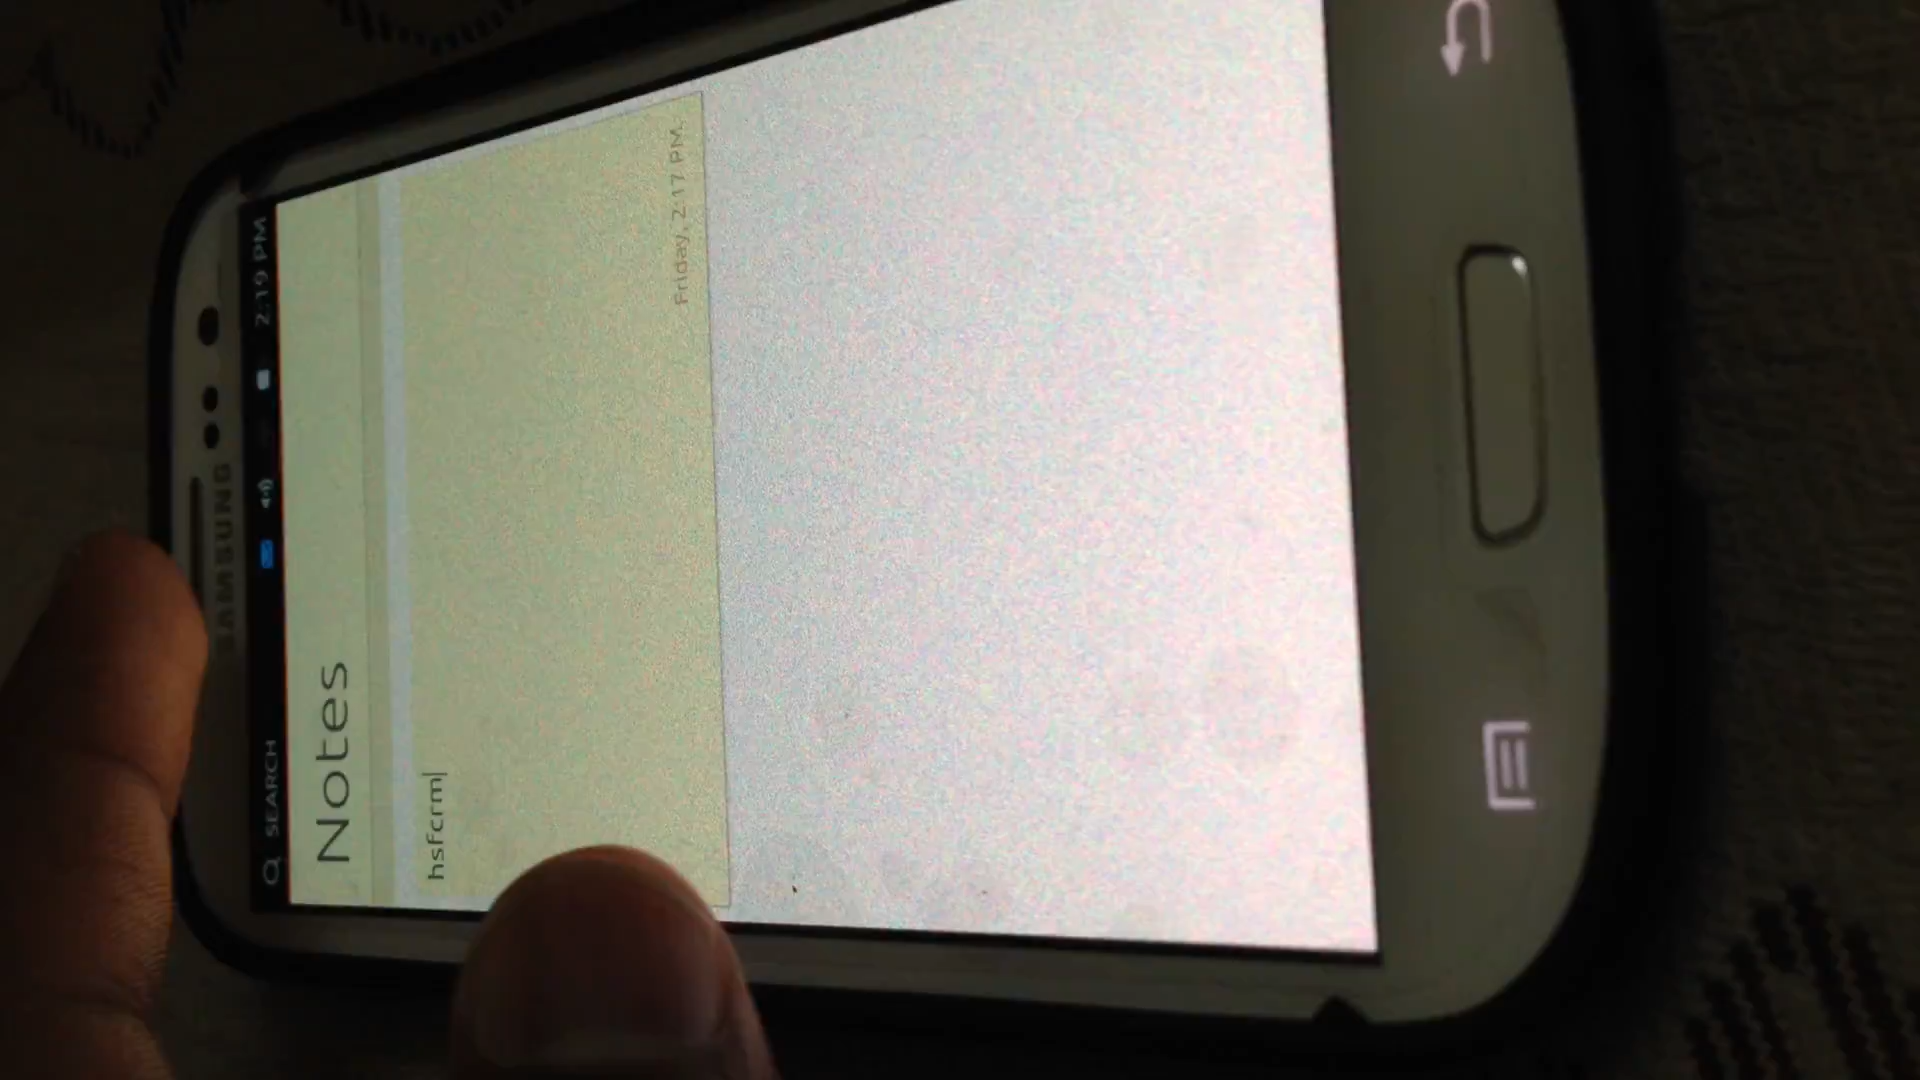 SAMSUNG
SEARCH 2:19 PM
Notes
hsfcrm
Friday, 2:17 PM